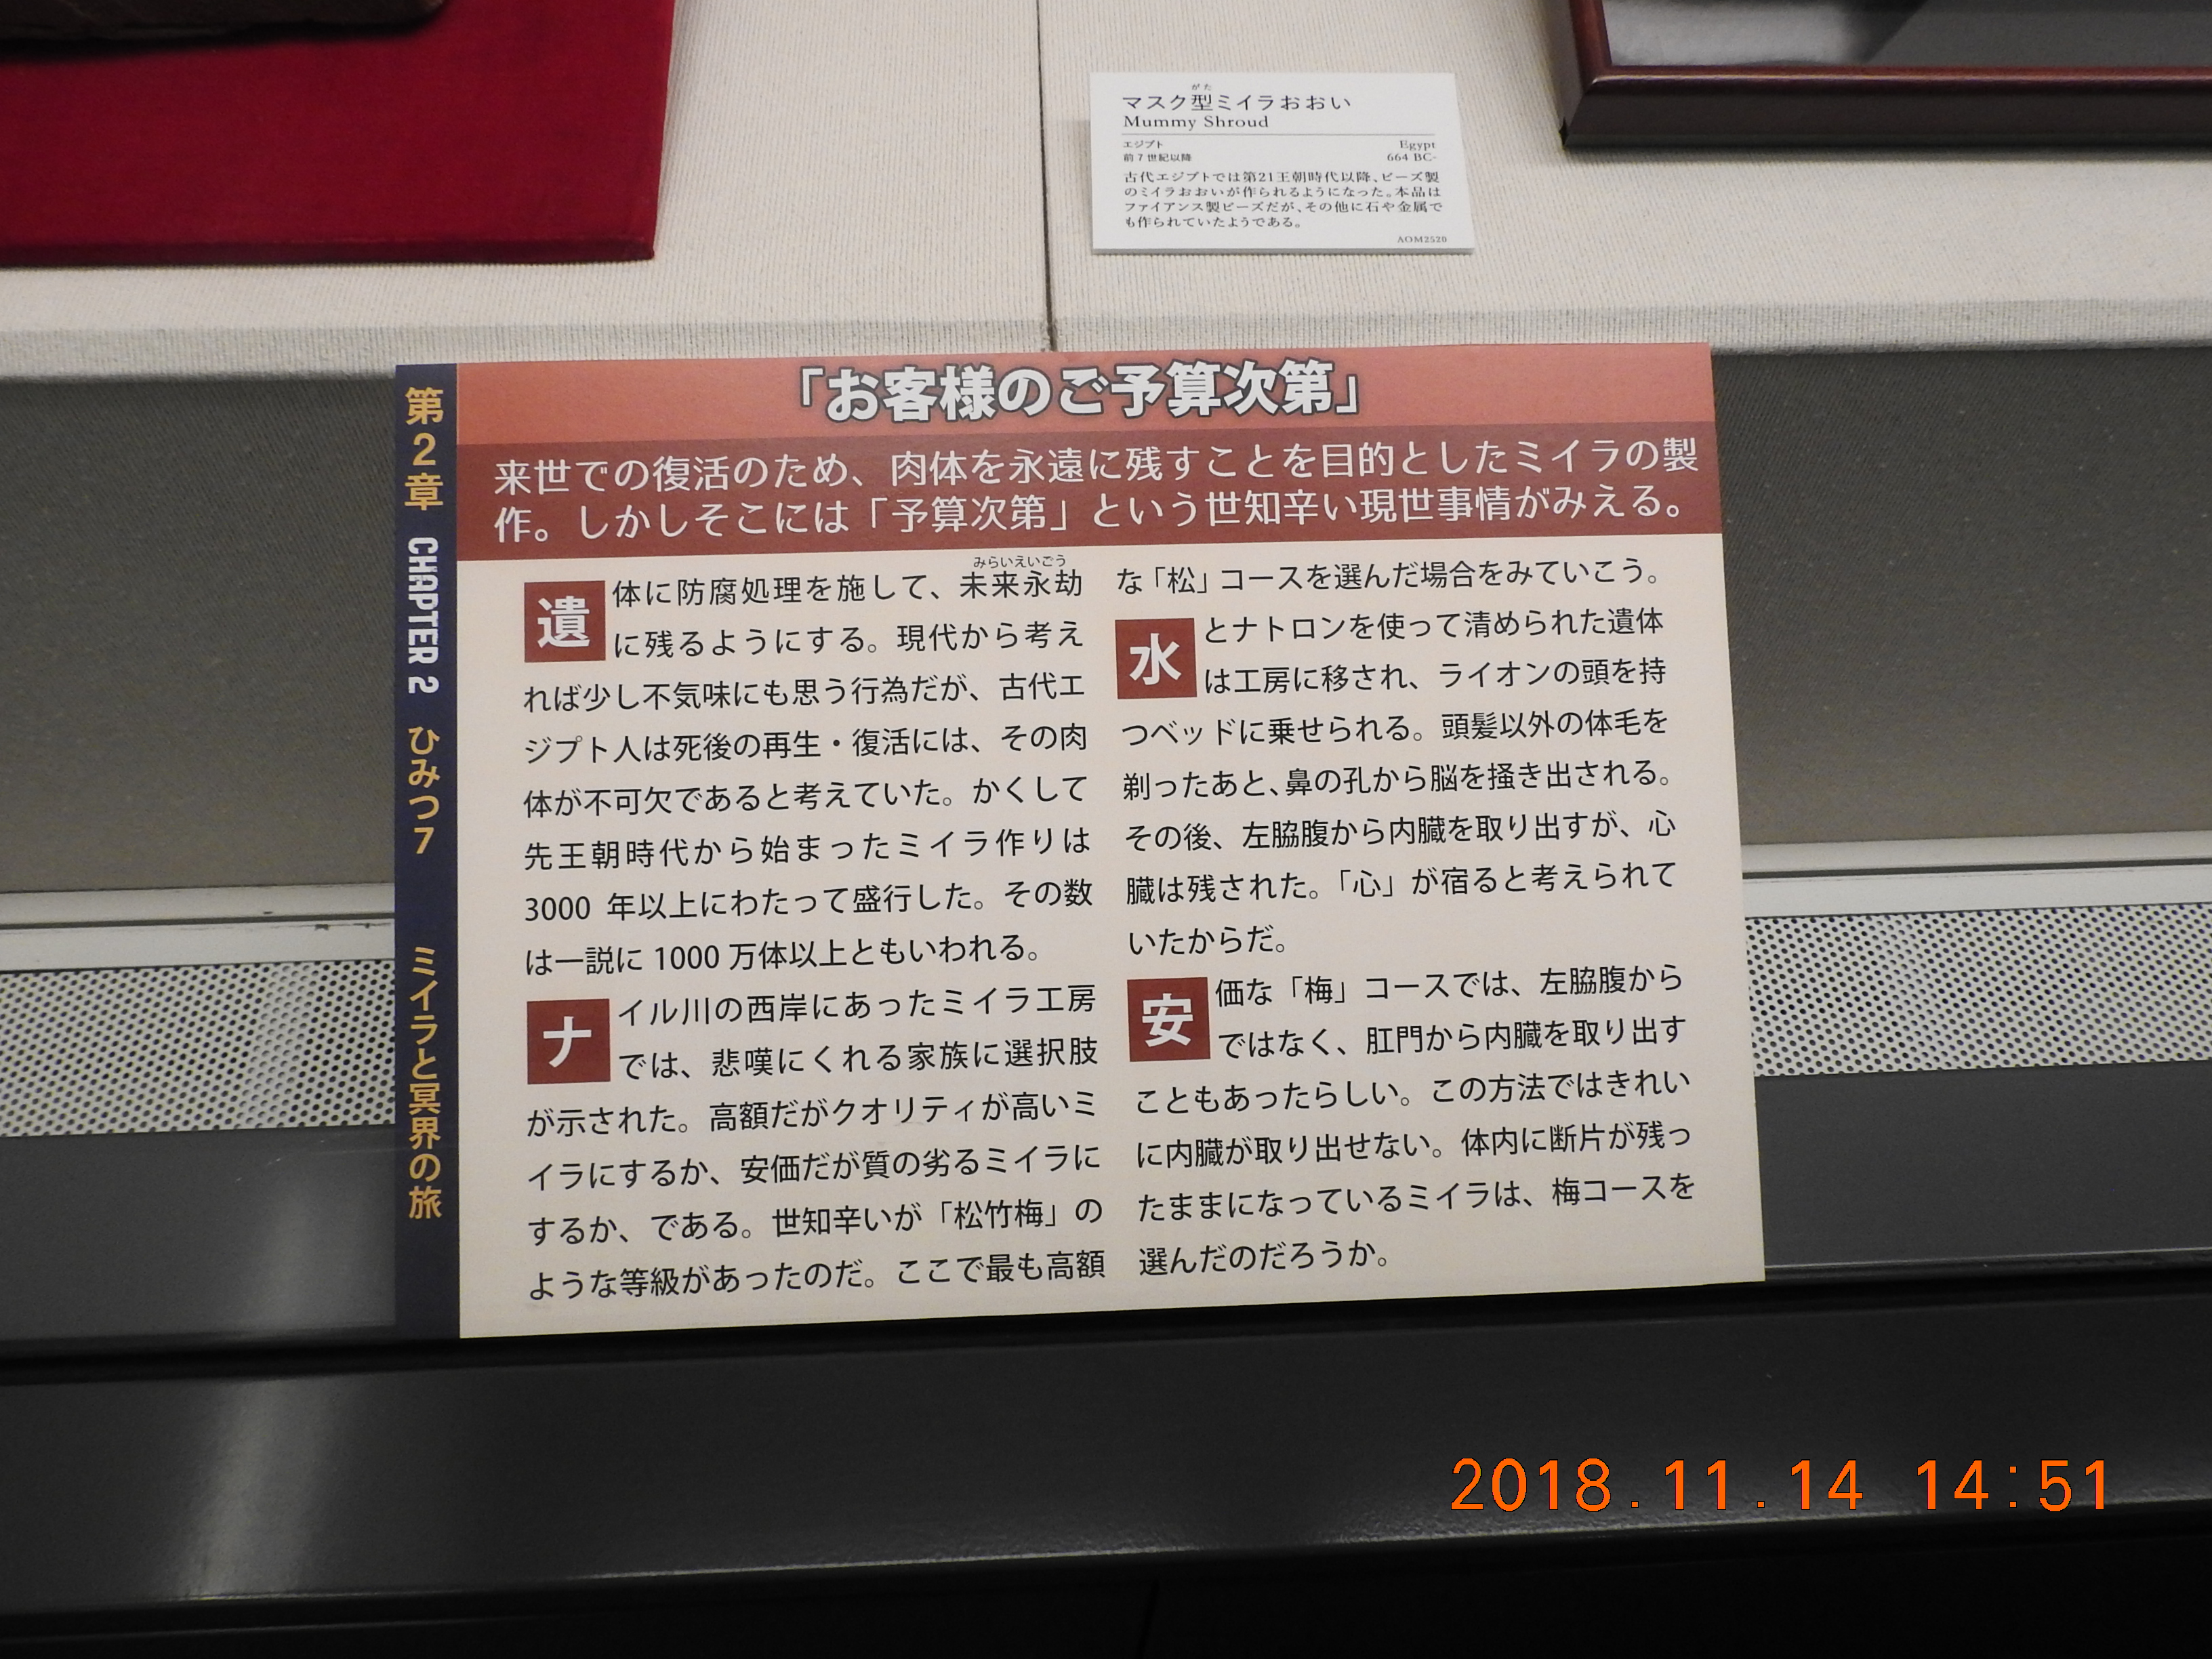 マスク型ミイラおおい
がた
Mummy Shroud
エジプト
Egypt
前7世紀以降
664 BC-
古代エジプトでは第21王朝時代以降、ビーズ製
のミイラおおいが作られるようになった。本品は
ファイアンス製ビーズだが、その他に石や金属で
も作られていたようである。
AOM2520
第2章 CHAPTER 2 ひみつ7 ミイラと冥界の旅
「お客様のご予算次第」
来世での復活のため、肉体を永遠に残すことを目的としたミイラの製
作。しかしそこには「予算次第」という世知辛い現世事情がみえる。
みらいえいごう
遺体に防腐処理を施して、未来永劫
に残るようにする。現代から考え
れば少し不気味にも思う行為だが、古代エ
ジプト人は死後の再生・復活には、その肉
体が不可欠であると考えていた。かくして
先王朝時代から始まったミイラ作りは
3000 年以上にわたって盛行した。その数
は一説に 1000 万体以上ともいわれる。
ナイル川の西岸にあったミイラ工房
では、悲嘆にくれる家族に選択肢
が示された。高額だがクオリティが高いミ
イラにするか、安価だが質の劣るミイラに
するか、である。世知辛いが「松竹梅」の
ような等級があったのだ。ここで最も高額
な「松」コースを選んだ場合をみていこう。
水とナトロンを使って清められた遺体
は工房に移され、ライオンの頭を持
つベッドに乗せられる。頭髪以外の体毛を
剃ったあと、鼻の孔から脳を掻き出される。
その後、左脇腹から内臓を取り出すが、心
臓は残された。「心」が宿ると考えられて
いたからだ。
安価な「梅」コースでは、左脇腹から
ではなく、肛門から内臓を取り出す
こともあったらしい。この方法ではきれい
に内臓が取り出せない。体内に断片が残っ
たままになっているミイラは、梅コースを
選んだのだろうか。
2018.11.14 14:51